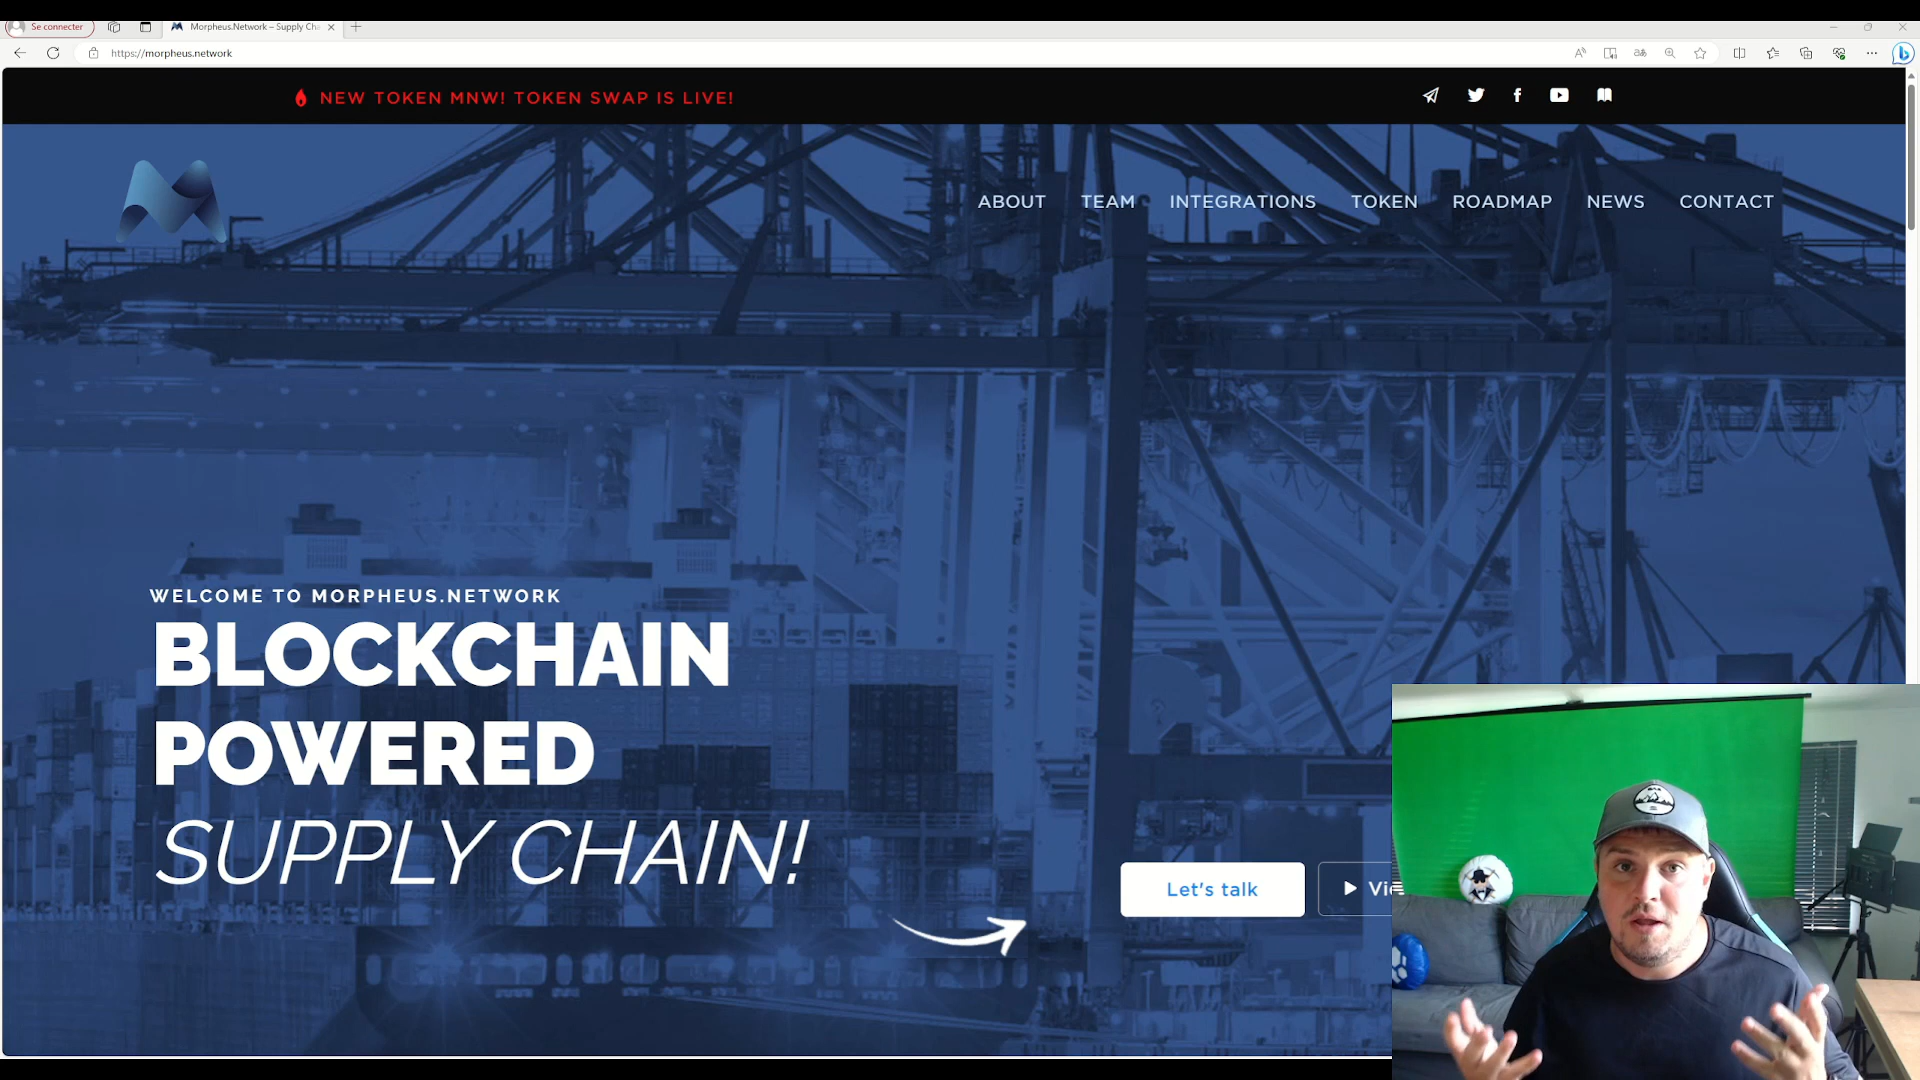 Se connecter
Morpheus.Network – Supply Cha
https://morpheus.network
NEW TOKEN MNW! TOKEN SWAP IS LIVE!
ABOUT TEAM INTEGRATIONS TOKEN ROADMAP NEWS CONTACT
WELCOME TO MORPHEUS.NETWORK
BLOCKCHAIN
POWERED
SUPPLY CHAIN!
Let's talk